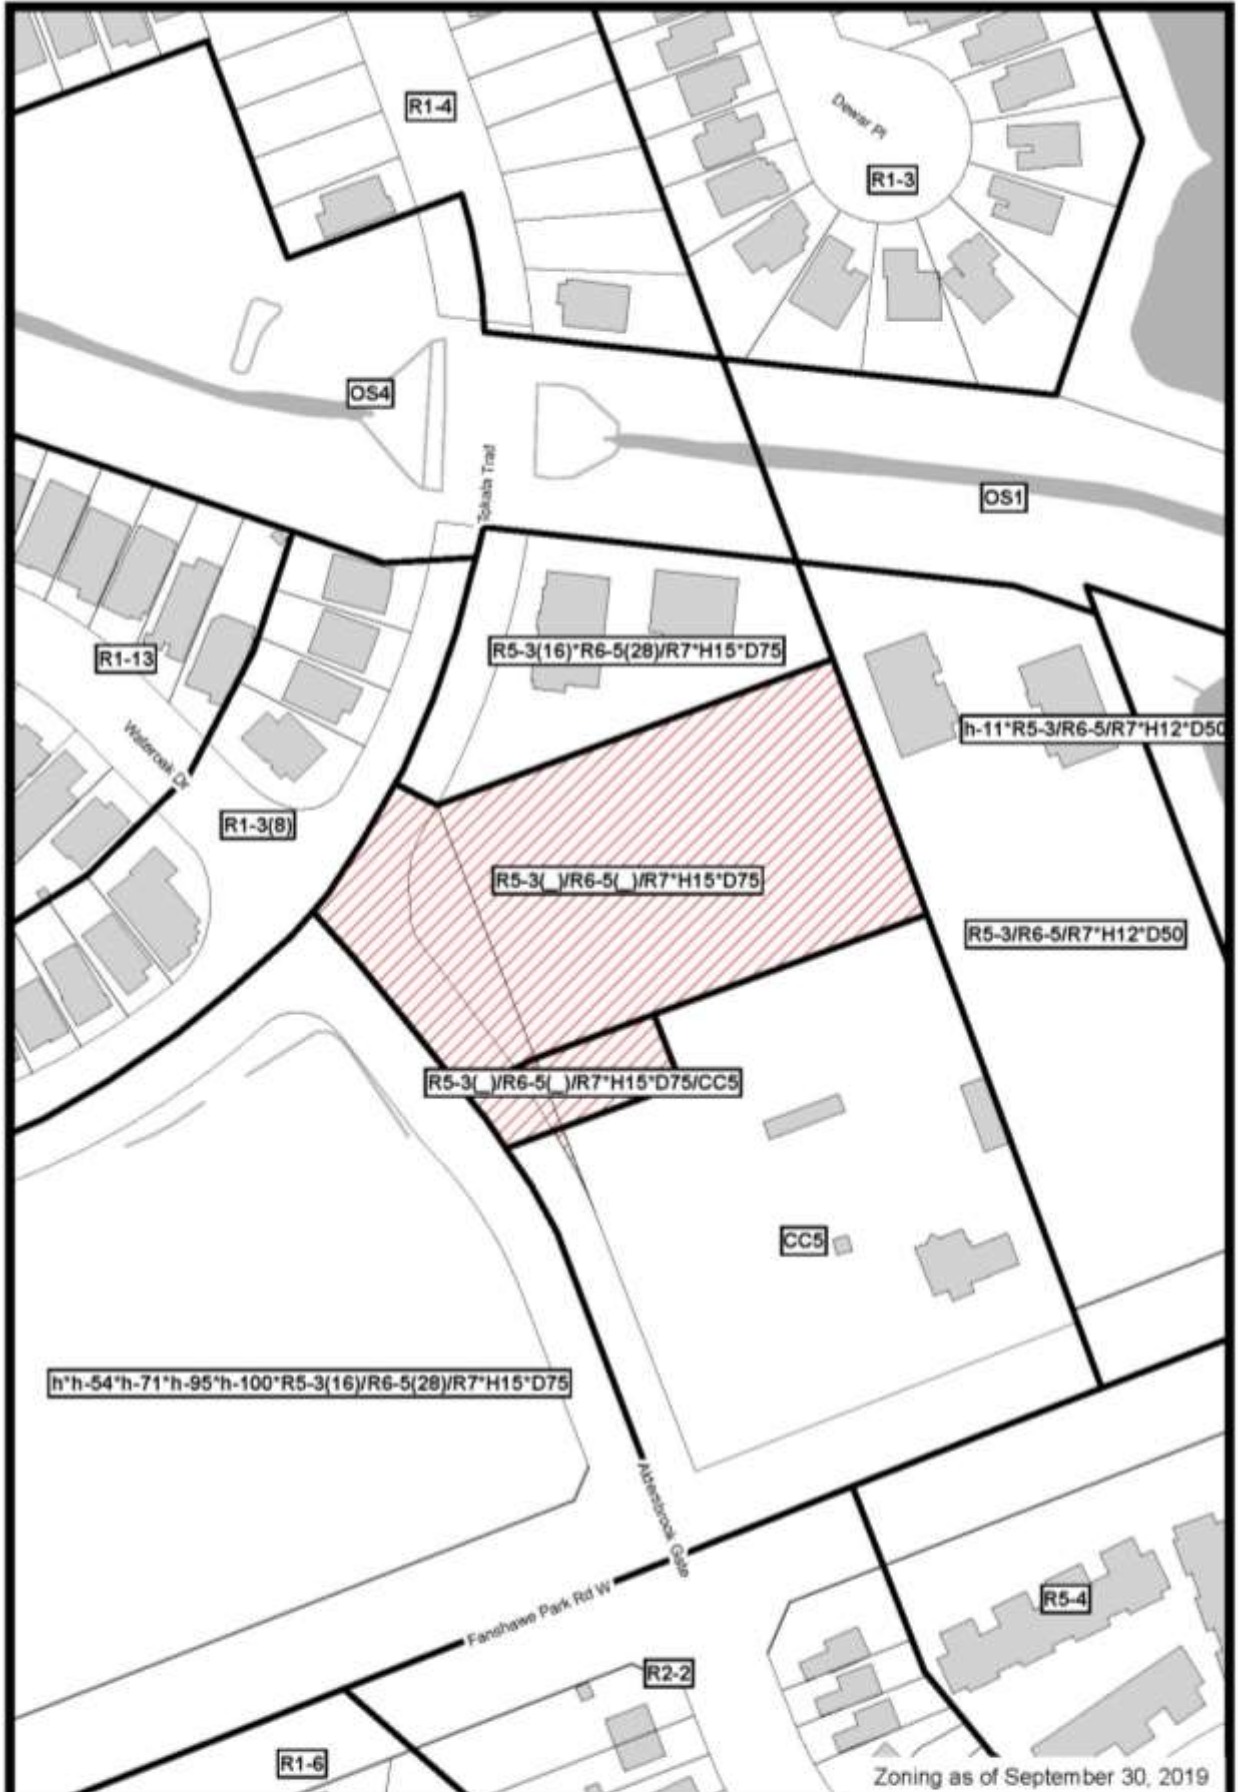 R1-4
Dewar Pl
R1-3
OS4
Tokala Trail
OS1
R5-3(16)*R6-5(28)/R7*H15*D75
R1-13
h-11*R5-3/R6-5/R7*H12*D50
Wateroak Dr
R1-3(8)
R5-3(_)/R6-5(_)/R7*H15*D75
R5-3/R6-5/R7*H12*D50
R5-3(_)/R6-5(_)/R7*H15*D75/CC5
CC5
h*h-54*h-71*h-95*h-100*R5-3(16)/R6-5(28)/R7*H15*D75
Aldersbrook Gate
Fanshawe Park Rd W
R5-4
R2-2
R1-6
Zoning as of September 30, 2019